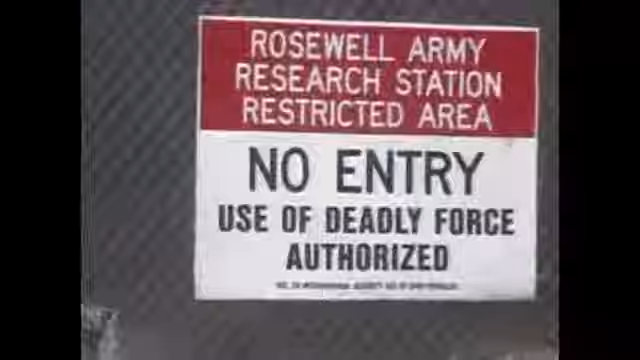 ROSEWELL ARMY
RESEARCH STATION
RESTRICTED AREA
NO ENTRY
USE OF DEADLY FORCE
AUTHORIZED